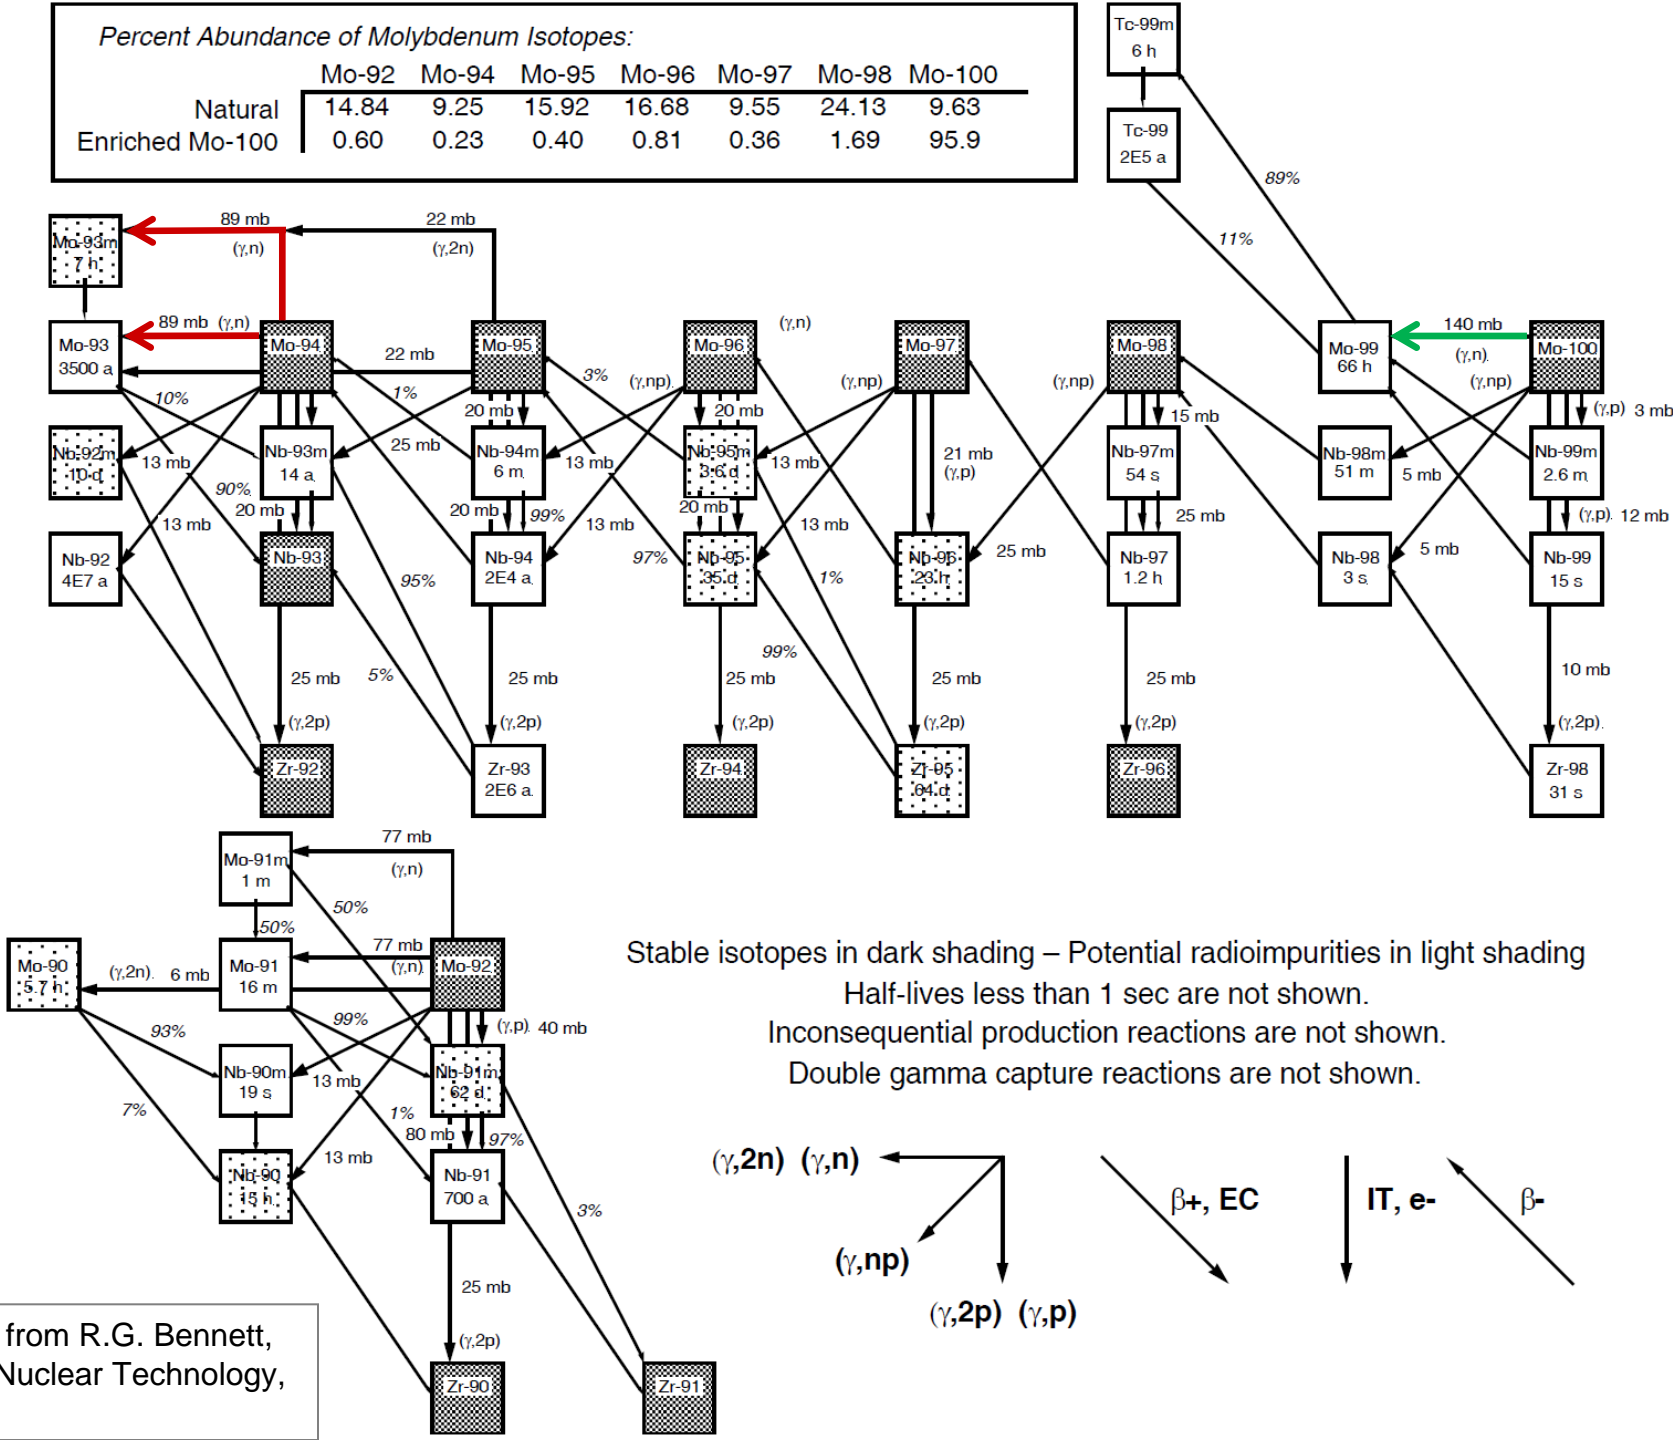 Percent Abundance of Molybdenum Isotopes:
Mo-92 Mo-94 Mo-95 Mo-96 Mo-97 Mo-98 Mo-100
Natural 14.84 9.25 15.92 16.68 9.55 24.13 9.63
Enriched Mo-100 0.60 0.23 0.40 0.81 0.36 1.69 95.9
Tc-99m
6 h
Tc-99
2E5 a
89%
11%
89 mb
(γ,n)
22 mb
(γ,2n)
Mo-93m
7 h
Mo-93
3500 a
89 mb (γ,n)
Mo-94
22 mb
Mo-95
Mo-96
(γ,n)
Mo-97
Mo-98
Mo-99
66 h
140 mb
(γ,n)
Mo-100
10%
1%
3%
(γ,np)
(γ,np)
(γ,np)
(γ,np)
(γ,p) 3 mb
20 mb
20 mb
15 mb
Nb-92m
10 d
13 mb
Nb-93m
14 a
25 mb
Nb-94m
6 m
13 mb
Nb-95m
3.6 d
13 mb
21 mb
(γ,p)
Nb-97m
54 s
Nb-98m
51 m
5 mb
Nb-99m
2.6 m
90%
20 mb
13 mb
20 mb
99%
13 mb
20 mb
13 mb
25 mb
(γ,p) 12 mb
Nb-92
4E7 a
Nb-93
95%
Nb-94
2E4 a
97%
Nb-95
35 d
1%
Nb-96
23 h
25 mb
Nb-97
1.2 h
Nb-98
3 s
5 mb
Nb-99
15 s
99%
25 mb
5%
25 mb
25 mb
25 mb
25 mb
10 mb
(γ,2p)
(γ,2p)
(γ,2p)
(γ,2p)
(γ,2p)
(γ,2p)
Zr-92
Zr-93
2E6 a
Zr-94
Zr-95
64 d
Zr-96
Zr-98
31 s
77 mb
(γ,n)
Mo-91m
1 m
50%
50%
Mo-90
5.7 h
(γ,2n) 6 mb
Mo-91
16 m
77 mb
(γ,n)
Mo-92
93%
99%
(γ,p) 40 mb
Nb-90m
19 s
13 mb
Nb-91m
62 d
7%
1%
80 mb
97%
13 mb
Nb-90
15 h
Nb-91
700 a
3%
25 mb
(γ,2p)
Zr-90
Zr-91
Stable isotopes in dark shading – Potential radioimpurities in light shading
Half-lives less than 1 sec are not shown.
Inconsequential production reactions are not shown.
Double gamma capture reactions are not shown.
(γ,2n) (γ,n)
(γ,np)
(γ,2p) (γ,p)
β+, EC
IT, e-
β-
from R.G. Bennett,
Nuclear Technology,